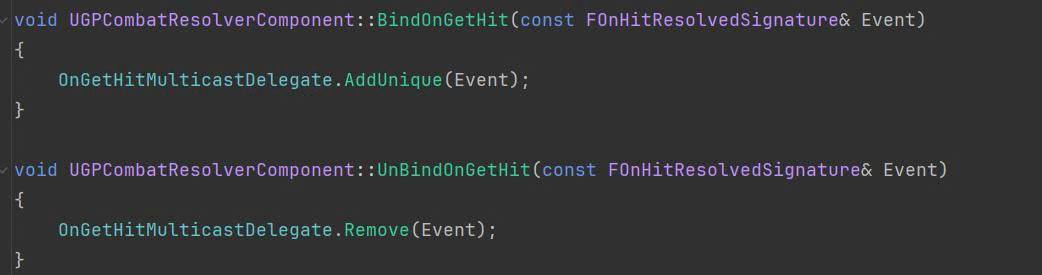 void UGPCombatResolverComponent::BindOnGetHit(const FOnHitResolvedSignature& Event)
{
    OnGetHitMulticastDelegate.AddUnique(Event);
}
void UGPCombatResolverComponent::UnBindOnGetHit(const FOnHitResolvedSignature& Event)
{
    OnGetHitMulticastDelegate.Remove(Event);
}